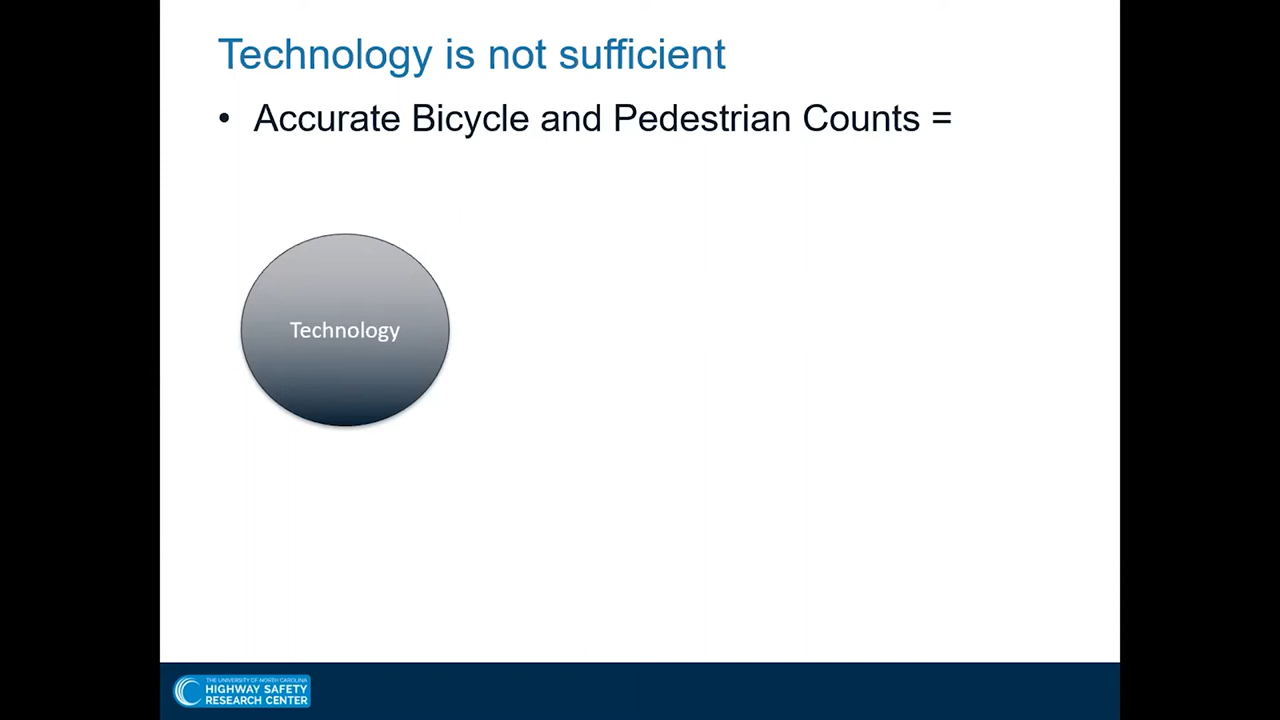 Technology is not sufficient
• Accurate Bicycle and Pedestrian Counts =
Technology
THE UNIVERSITY OF NORTH CAROLINA
HIGHWAY SAFETY
RESEARCH CENTER